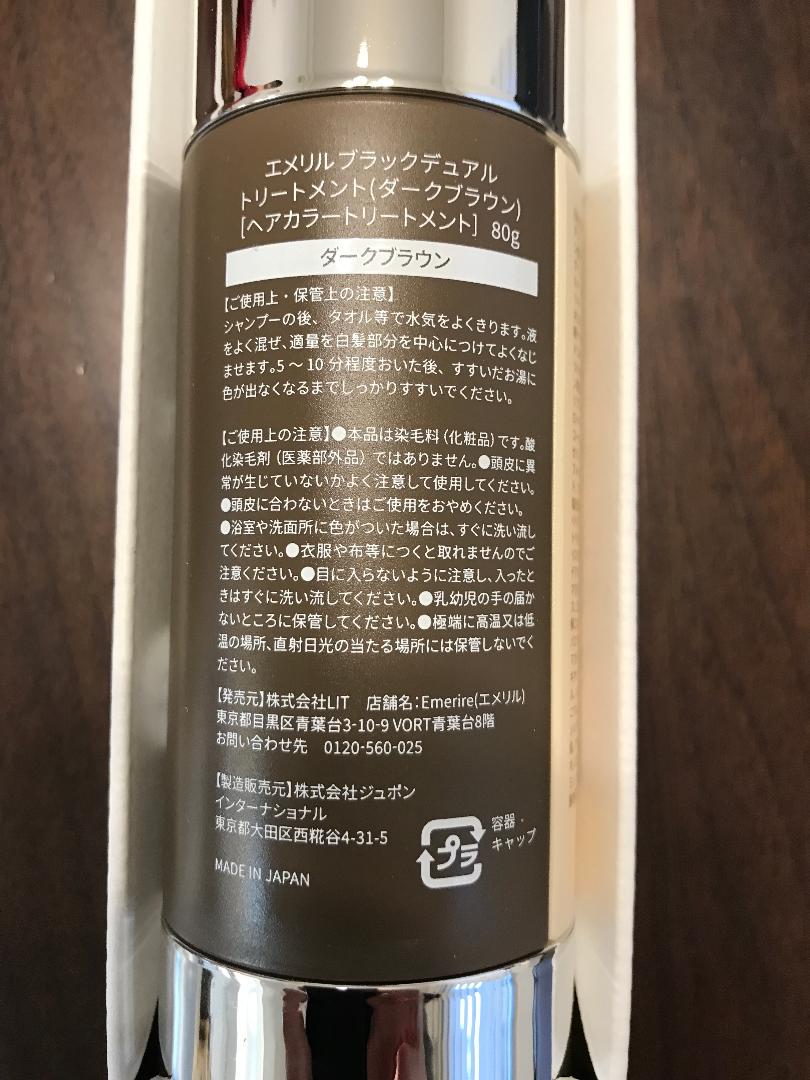 エメリル ブラックデュアル
トリートメント(ダークブラウン)
[ヘアカラートリートメント] 80g
ダークブラウン
【ご使用上・保管上の注意】
シャンプーの後、タオル等で水気をよくきります。液
をよく混ぜ、適量を白髪部分を中心につけてよくなじ
ませます。5 ～ 10 分程度おいた後、すすいだお湯に
色が出なくなるまでしっかりすすいでください。
【ご使用上の注意】●本品は染毛料(化粧品)です。酸
化染毛剤(医薬部外品)ではありません。●頭皮に異
常が生じていないかよく注意して使用してください。
●頭皮に合わないときはご使用をおやめください。
●浴室や洗面所に色がついた場合は、すぐに洗い流し
てください。●衣服や布等につくと取れませんのでご
注意ください。●目に入らないように注意し、入ったと
きはすぐに洗い流してください。●乳幼児の手の届か
ないところに保管してください。●極端に高温又は低
温の場所、直射日光の当たる場所には保管しないでく
ださい。
【発売元】株式会社LIT 店舗名：Emerire(エメリル)
東京都目黒区青葉台3-10-9 VORT青葉台8階
お問い合わせ先 0120-560-025
【製造販売元】株式会社ジュポン
インターナショナル
東京都大田区西糀谷4-31-5
プラ
容器・
キャップ
MADE IN JAPAN